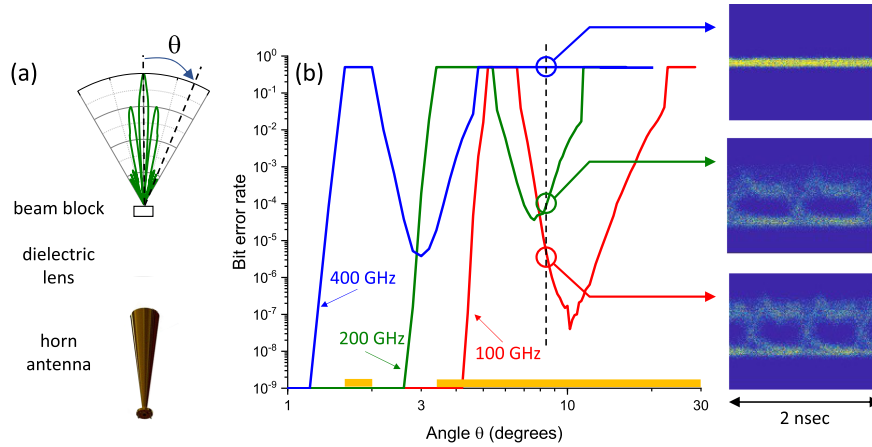 (a)
θ
beam block
dielectric
lens
horn
antenna
(b)
Bit error rate
10⁰
10⁻¹
10⁻²
10⁻³
10⁻⁴
10⁻⁵
10⁻⁶
10⁻⁷
10⁻⁸
10⁻⁹
400 GHz
200 GHz
100 GHz
1
3
10
30
Angle θ (degrees)
2 nsec